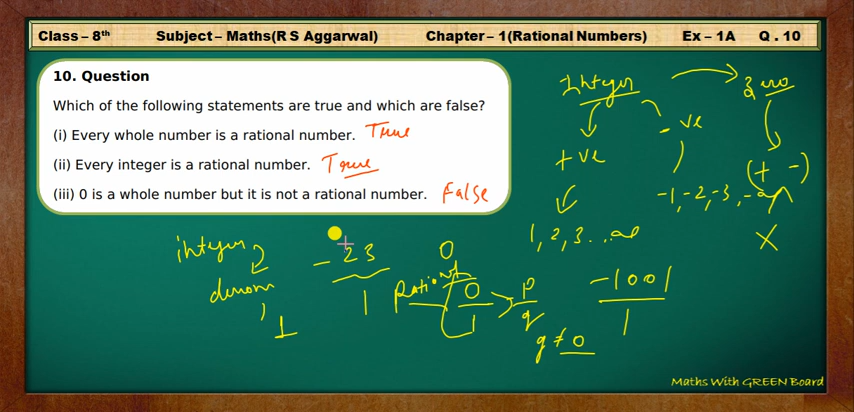 Class – 8th Subject – Maths(R S Aggarwal) Chapter – 1(Rational Numbers) Ex – 1A Q . 10
10. Question
Which of the following statements are true and which are false?
(i) Every whole number is a rational number. True
(ii) Every integer is a rational number. True
(iii) 0 is a whole number but it is not a rational number. False
Integer
Zero
+ ve
- ve
(+ -)
-1, -2, -3, -∞
1, 2, 3...∞
X
integer
denom
1
-23
1
0
Rational
0
1
p
q
q ≠ 0
-1001
1
Maths With GREEN Board